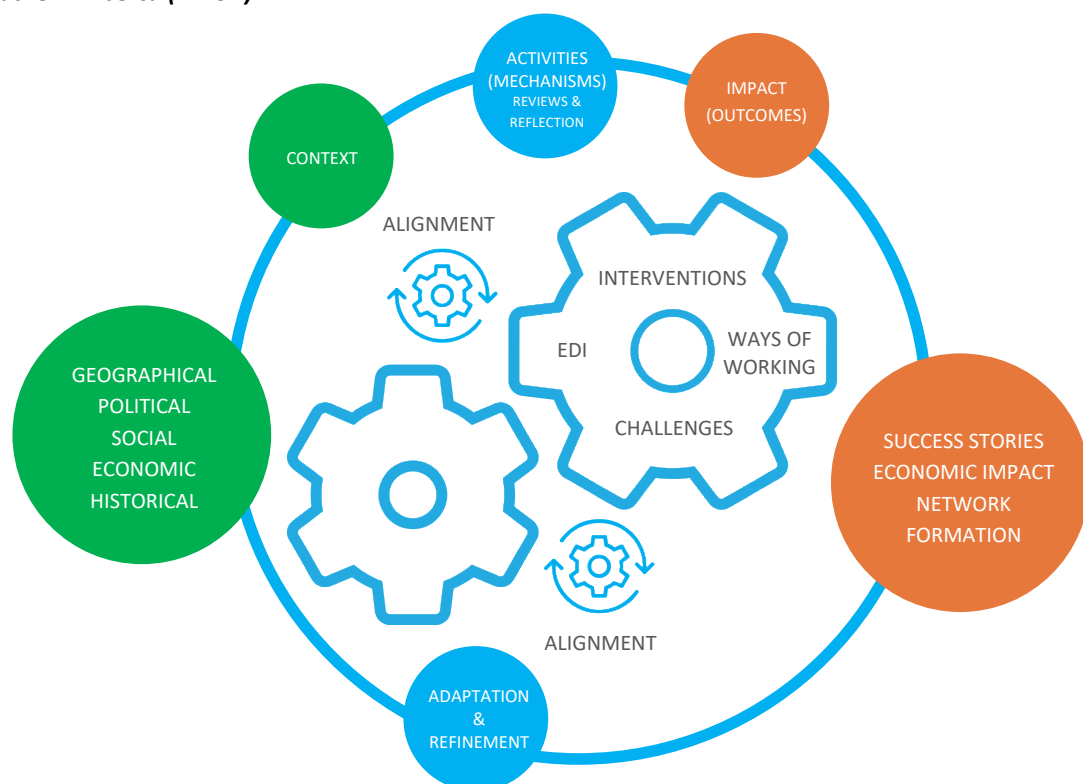 ACTIVITIES
(MECHANISMS)
REVIEWS &
REFLECTION
IMPACT
(OUTCOMES)
CONTEXT
ALIGNMENT
INTERVENTIONS
EDI
WAYS OF
WORKING
CHALLENGES
GEOGRAPHICAL
POLITICAL
SOCIAL
ECONOMIC
HISTORICAL
SUCCESS STORIES
ECONOMIC IMPACT
NETWORK
FORMATION
ALIGNMENT
ADAPTATION
&
REFINEMENT